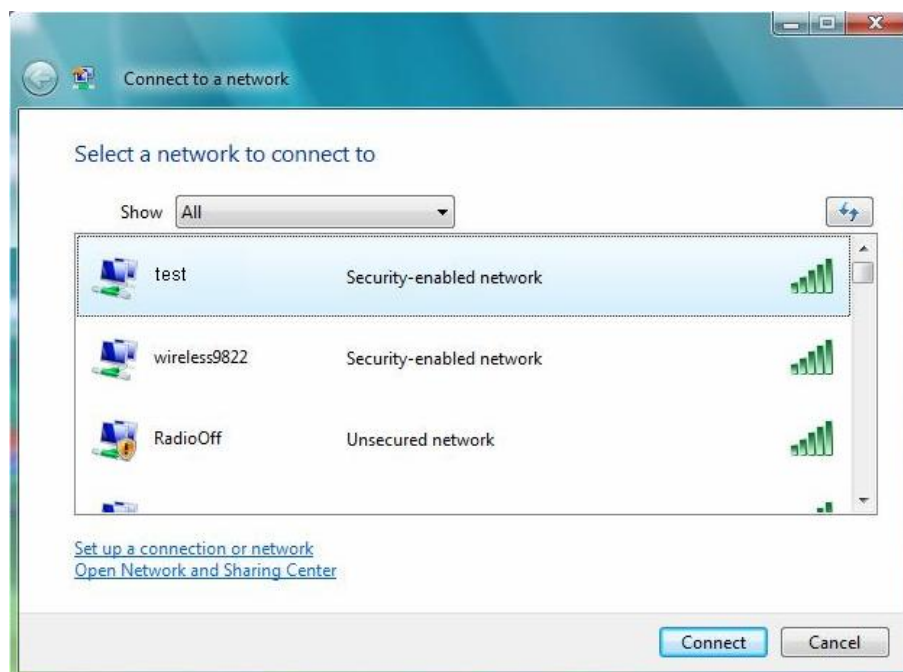 Connect to a network
Select a network to connect to
Show All
test Security-enabled network
wireless9822 Security-enabled network
RadioOff Unsecured network
Set up a connection or network
Open Network and Sharing Center
Connect Cancel